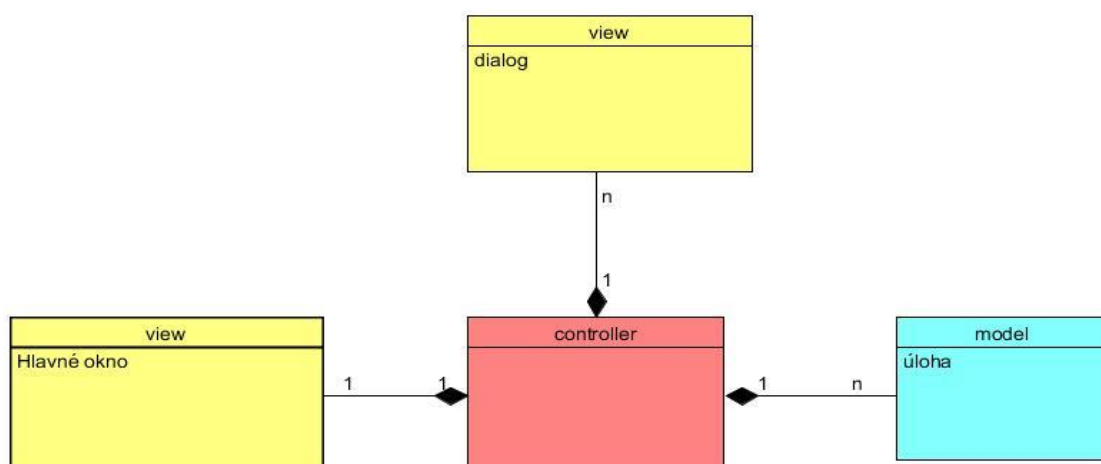 view
dialog
n
1
view
Hlavné okno
1
1
controller
1
n
model
úloha